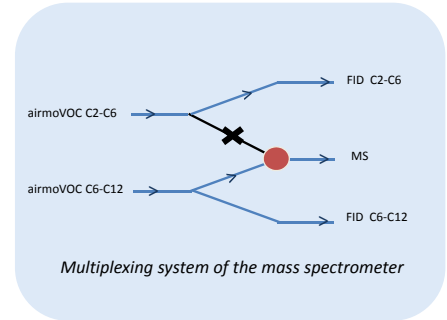 FID C2-C6
airmoVOC C2-C6
MS
airmoVOC C6-C12
FID C6-C12
Multiplexing system of the mass spectrometer